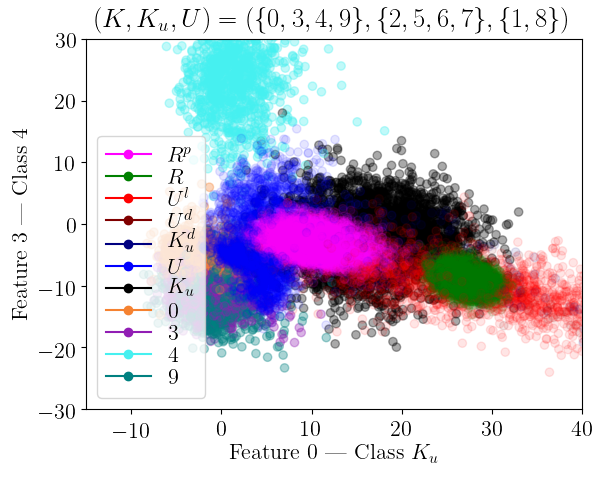 (K, K_u, U) = ({0, 3, 4, 9}, {2, 5, 6, 7}, {1, 8})
Feature 3 — Class 4
30
20
10
0
−10
−20
−30
R^p
R
U^l
U^d
K_u^d
U
K_u
0
3
4
9
−10
0
10
20
30
40
Feature 0 — Class K_u